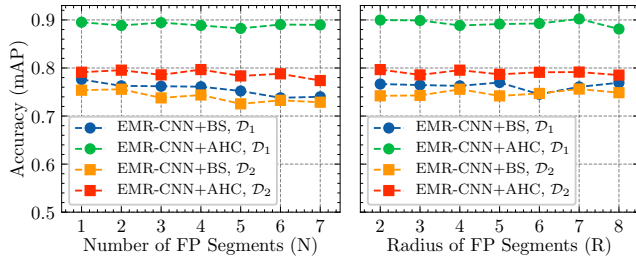 0.9
0.8
0.7
0.6
0.5
Accuracy (mAP)
EMR-CNN+BS, 𝒟₁
EMR-CNN+AHC, 𝒟₁
EMR-CNN+BS, 𝒟₂
EMR-CNN+AHC, 𝒟₂
1 2 3 4 5 6 7
Number of FP Segments (N)
EMR-CNN+BS, 𝒟₁
EMR-CNN+AHC, 𝒟₁
EMR-CNN+BS, 𝒟₂
EMR-CNN+AHC, 𝒟₂
2 3 4 5 6 7 8
Radius of FP Segments (R)